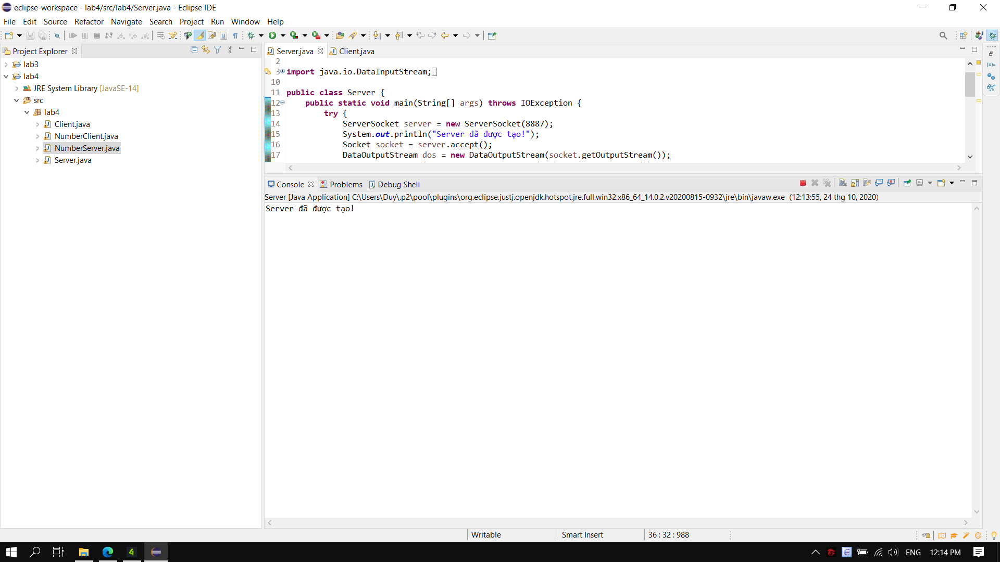 eclipse-workspace - lab4/src/lab4/Server.java - Eclipse IDE
File Edit Source Refactor Navigate Search Project Run Window Help
Project Explorer
lab3
lab4
JRE System Library [JavaSE-14]
src
lab4
Client.java
NumberClient.java
NumberServer.java
Server.java
Server.java Client.java
2
3 import java.io.DataInputStream;
10
11 public class Server {
12 public static void main(String[] args) throws IOException {
13 try {
14 ServerSocket server = new ServerSocket(8887);
15 System.out.println("Server đã được tạo!");
16 Socket socket = server.accept();
17 DataOutputStream dos = new DataOutputStream(socket.getOutputStream());
Console Problems Debug Shell
Server [Java Application] C:\Users\Duy\.p2\pool\plugins\org.eclipse.justj.openjdk.hotspot.jre.full.win32.x86_64_14.0.2.v20200815-0932\jre\bin\javaw.exe (12:13:55, 24 thg 10, 2020)
Server đã được tạo!
Writable Smart Insert 36 : 32 : 988
ENG 12:14 PM